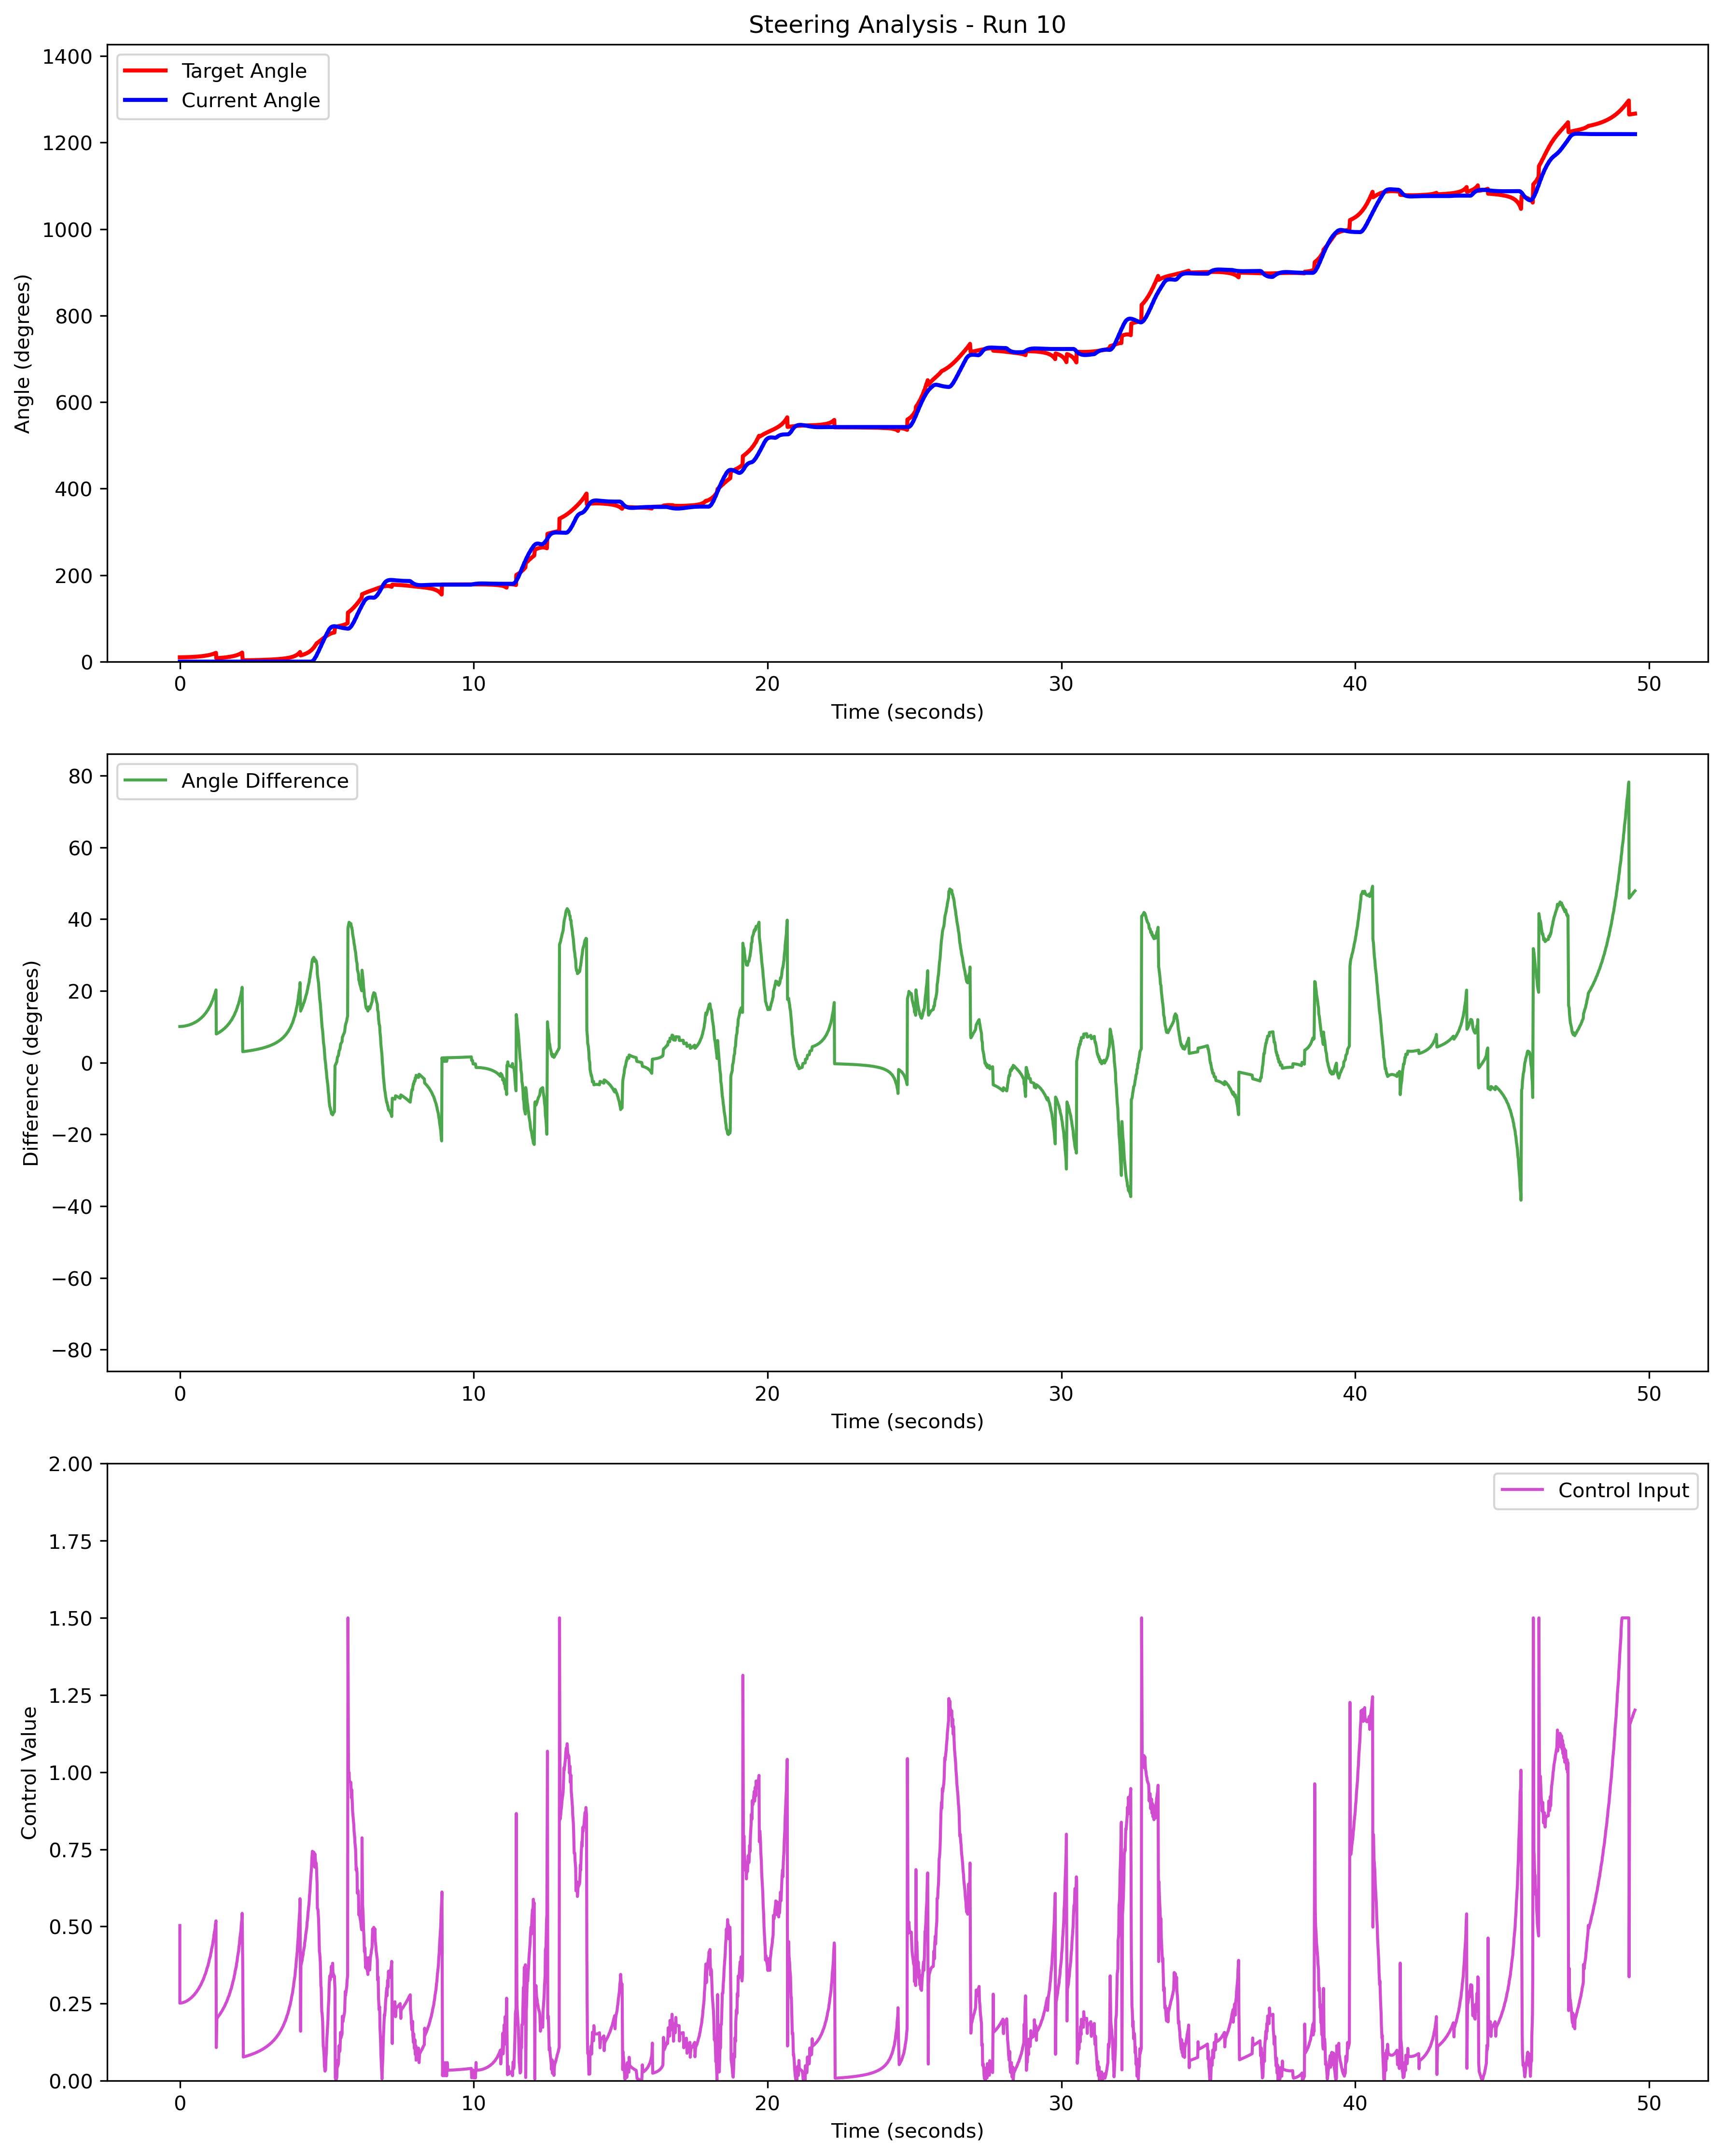 Steering Analysis - Run 10
Target Angle
Current Angle
Angle (degrees)
1400
1200
1000
800
600
400
200
0
0 10 20 30 40 50
Time (seconds)
Angle Difference
Difference (degrees)
80
60
40
20
0
−20
−40
−60
−80
0 10 20 30 40 50
Time (seconds)
Control Input
Control Value
2.00
1.75
1.50
1.25
1.00
0.75
0.50
0.25
0.00
0 10 20 30 40 50
Time (seconds)